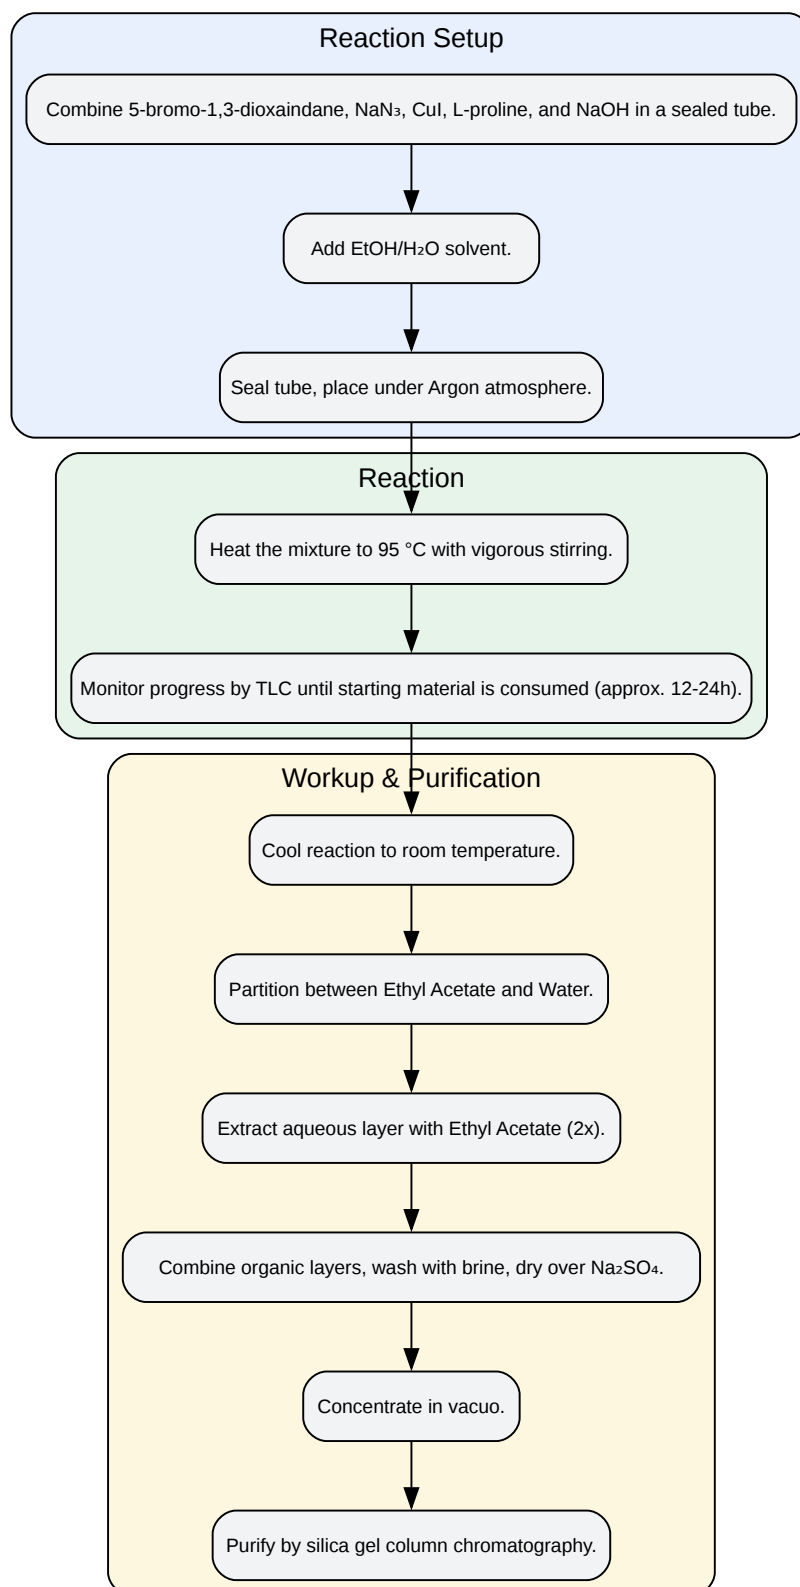 Reaction Setup
Combine 5-bromo-1,3-dioxaindane, NaN₃, CuI, L-proline, and NaOH in a sealed tube.
Add EtOH/H₂O solvent.
Seal tube, place under Argon atmosphere.
Reaction
Heat the mixture to 95 °C with vigorous stirring.
Monitor progress by TLC until starting material is consumed (approx. 12-24h).
Workup & Purification
Cool reaction to room temperature.
Partition between Ethyl Acetate and Water.
Extract aqueous layer with Ethyl Acetate (2x).
Combine organic layers, wash with brine, dry over Na₂SO₄.
Concentrate in vacuo.
Purify by silica gel column chromatography.